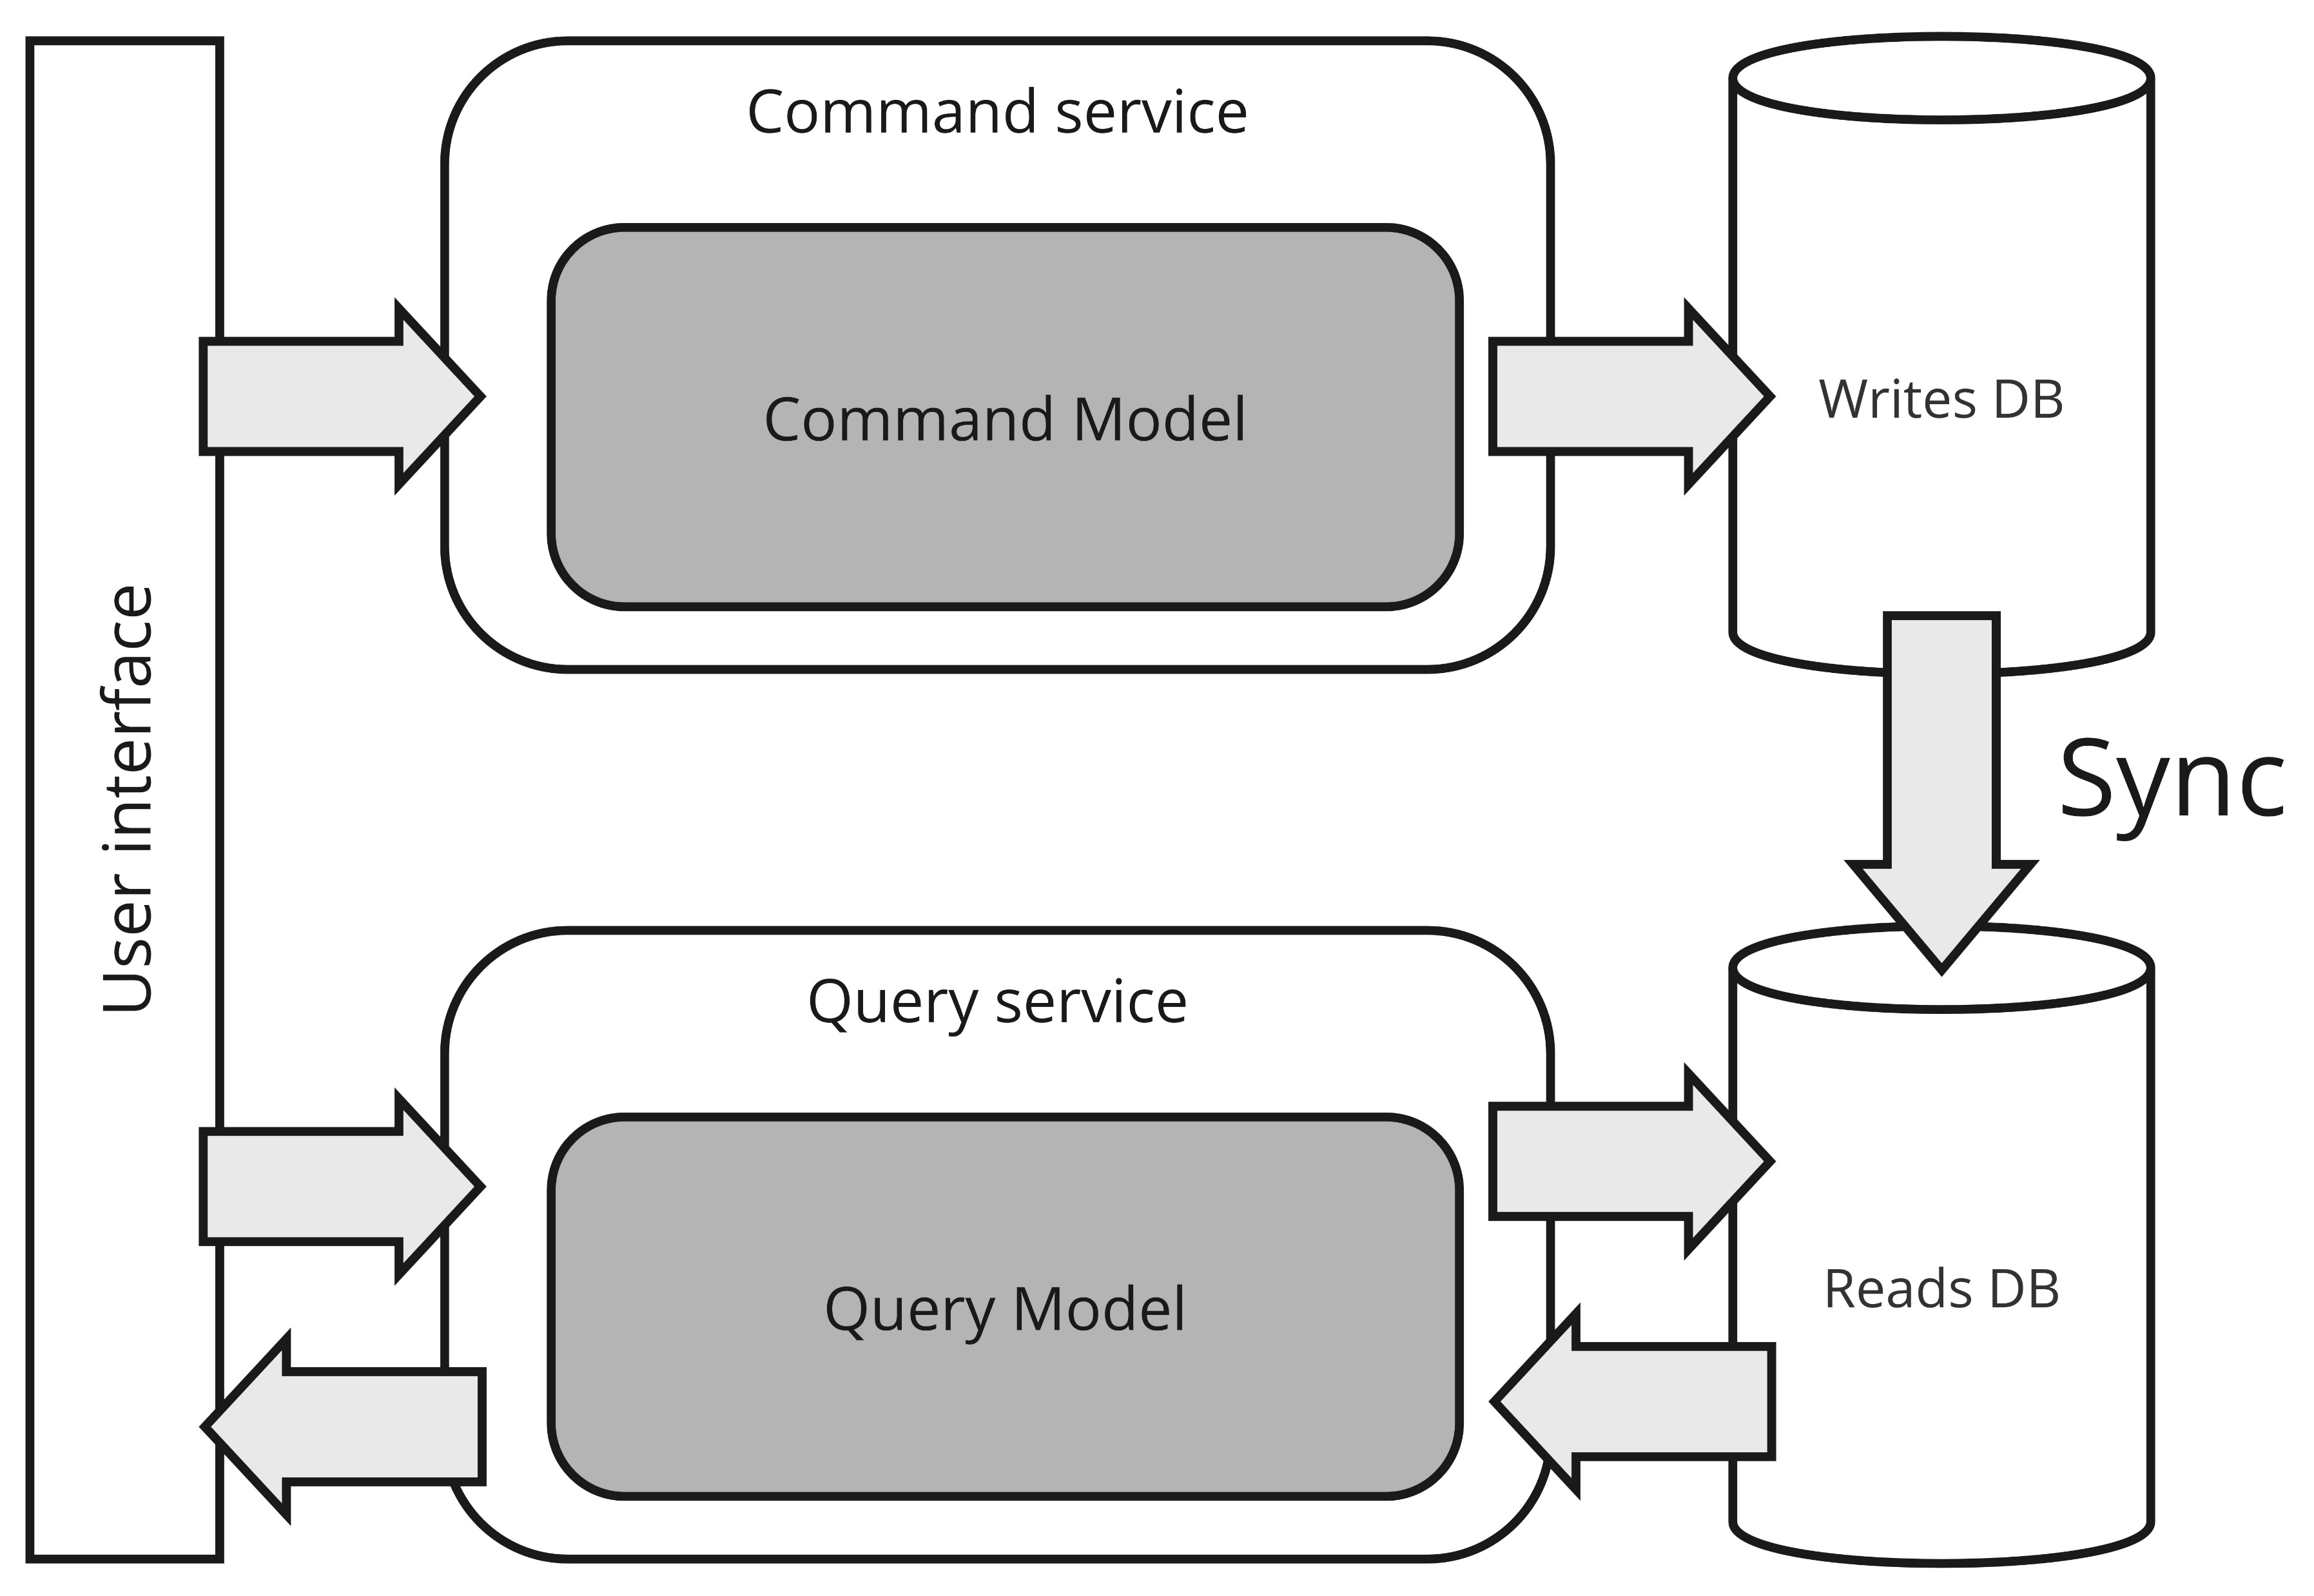 User interface
Command service
Command Model
Writes DB
Sync
Query service
Query Model
Reads DB